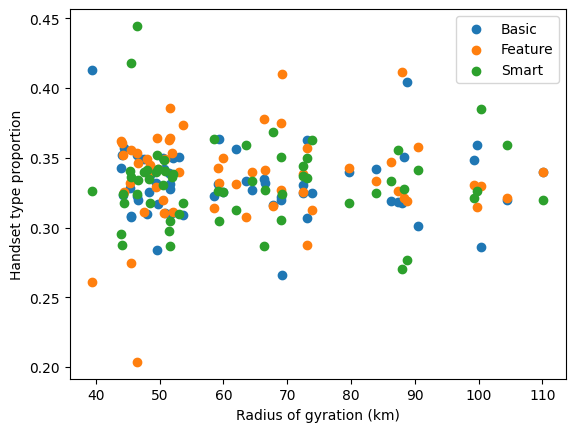 0.45
0.40
0.35
0.30
0.25
0.20
Handset type proportion
Basic
Feature
Smart
40 50 60 70 80 90 100 110
Radius of gyration (km)